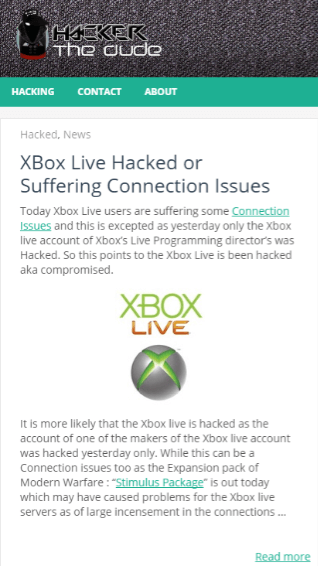 HACKER
THE DUDE
HACKING CONTACT ABOUT
Hacked, News
XBox Live Hacked or
Suffering Connection Issues
Today Xbox Live users are suffering some Connection
Issues and this is excepted as yesterday only the Xbox
live account of Xbox's Live Programming director's was
Hacked. So this points to the Xbox Live is been hacked
aka compromised.
XBOX
LIVE
It is more likely that the Xbox live is hacked as the
account of one of the makers of the Xbox live account
was hacked yesterday only. While this can be a
Connection issues too as the Expansion pack of
Modern Warfare : “Stimulus Package” is out today
which may have caused problems for the Xbox live
servers as of large incensement in the connections ...
Read more